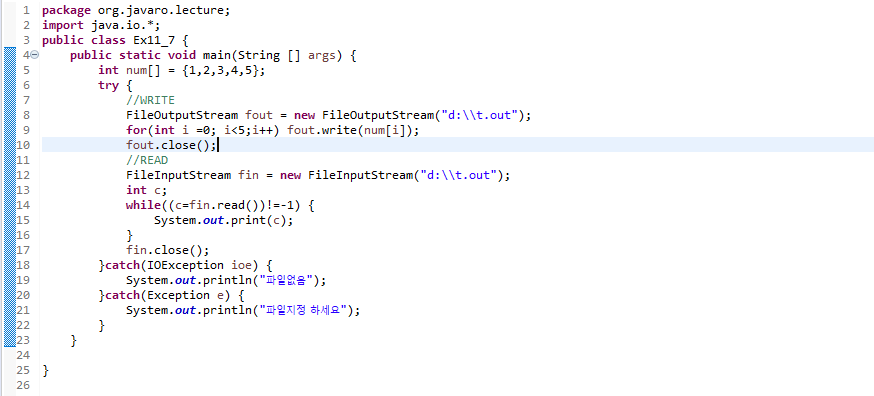 1 package org.javaro.lecture;
2 import java.io.*;
3 public class Ex11_7 {
4 public static void main(String [] args) {
5 int num[] = {1,2,3,4,5};
6 try {
7 //WRITE
8 FileOutputStream fout = new FileOutputStream("d:\\t.out");
9 for(int i =0; i<5;i++) fout.write(num[i]);
10 fout.close();
11 //READ
12 FileInputStream fin = new FileInputStream("d:\\t.out");
13 int c;
14 while((c=fin.read())!=-1) {
15 System.out.print(c);
16 }
17 fin.close();
18 }catch(IOException ioe) {
19 System.out.println("파일없음");
20 }catch(Exception e) {
21 System.out.println("파일지정 하세요");
22 }
23 }
24
25 }
26